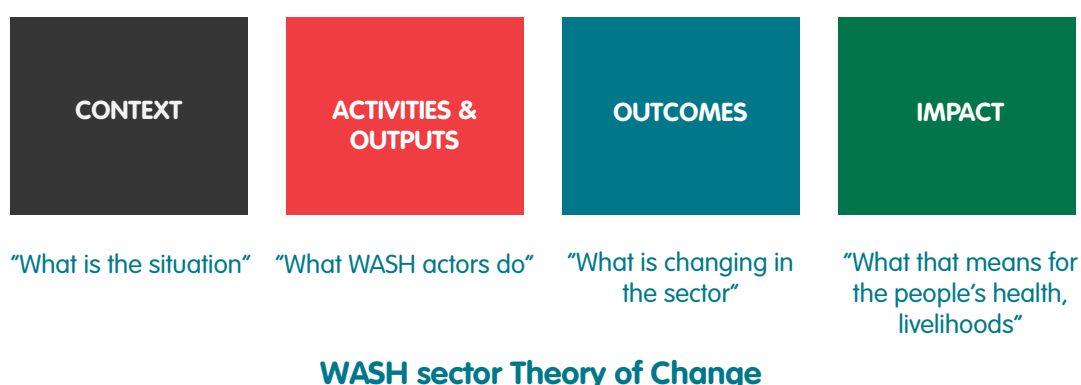 CONTEXT
ACTIVITIES &
OUTPUTS
OUTCOMES
IMPACT
"What is the situation"
"What WASH actors do"
"What is changing in
the sector"
"What that means for
the people's health,
livelihoods"
WASH sector Theory of Change